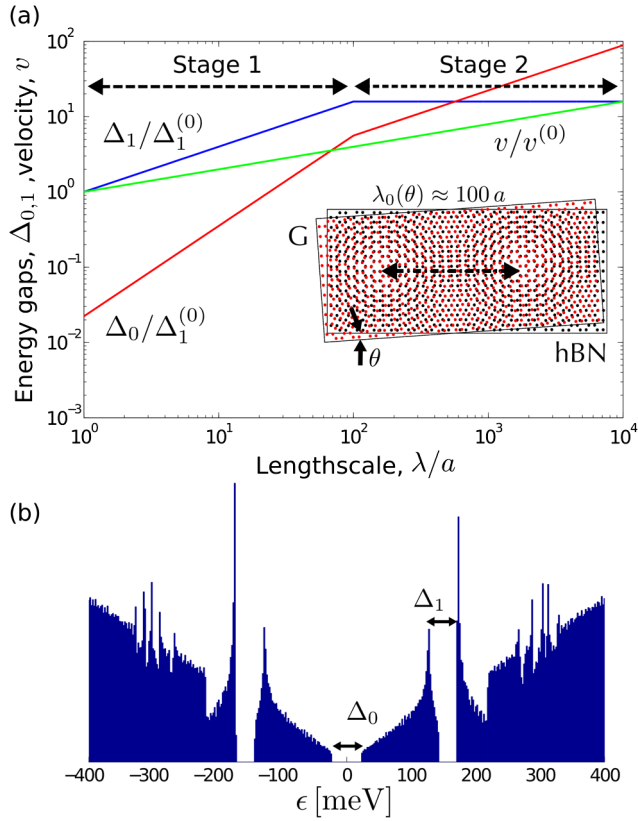 (a)
10² 10¹ 10⁰ 10⁻¹ 10⁻² 10⁻³
Energy gaps, Δ₀,₁ ,velocity, v
Stage 1 Stage 2
Δ₁/Δ₁⁽⁰⁾
v/v⁽⁰⁾
λ₀(θ) ≈ 100 a
G
Δ₀/Δ₁⁽⁰⁾
θ
hBN
10⁰ 10¹ 10² 10³ 10⁴
Lengthscale, λ/a
(b)
Δ₁
Δ₀
−400 −300 −200 −100 0 100 200 300 400
ϵ [meV]